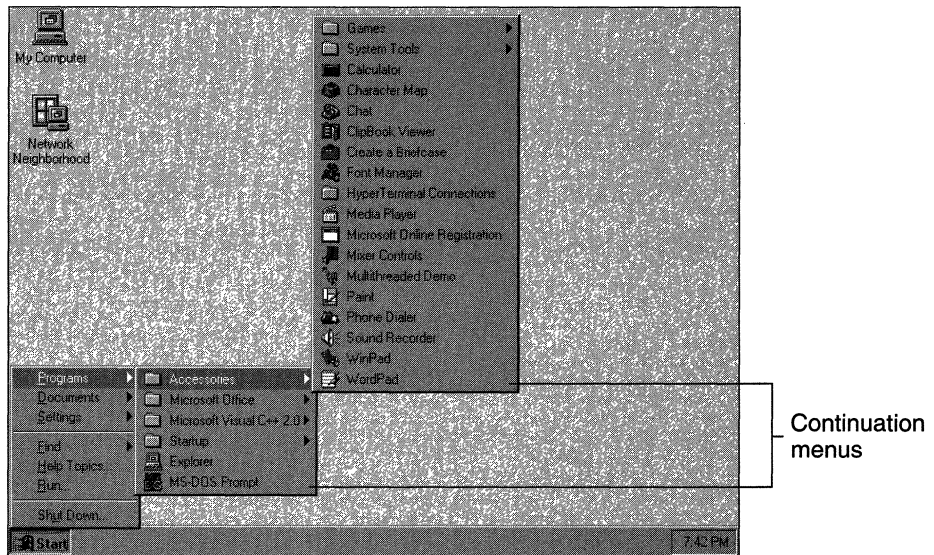 My Computer
Network
Neighborhood
Games
System Tools
Calculator
Character Map
Chat
ClipBook Viewer
Create a Briefcase
Font Manager
HyperTerminal Connections
Media Player
Microsoft Online Registration
Mixer Controls
Multithreaded Demo
Paint
Phone Dialer
Sound Recorder
WinPad
WordPad
Programs
Documents
Settings
Find
Help Topics...
Run...
Shut Down...
Accessories
Microsoft Office
Microsoft Visual C++ 2.0
Startup
Explorer
MS-DOS Prompt
Continuation
menus
Start
7:42 PM